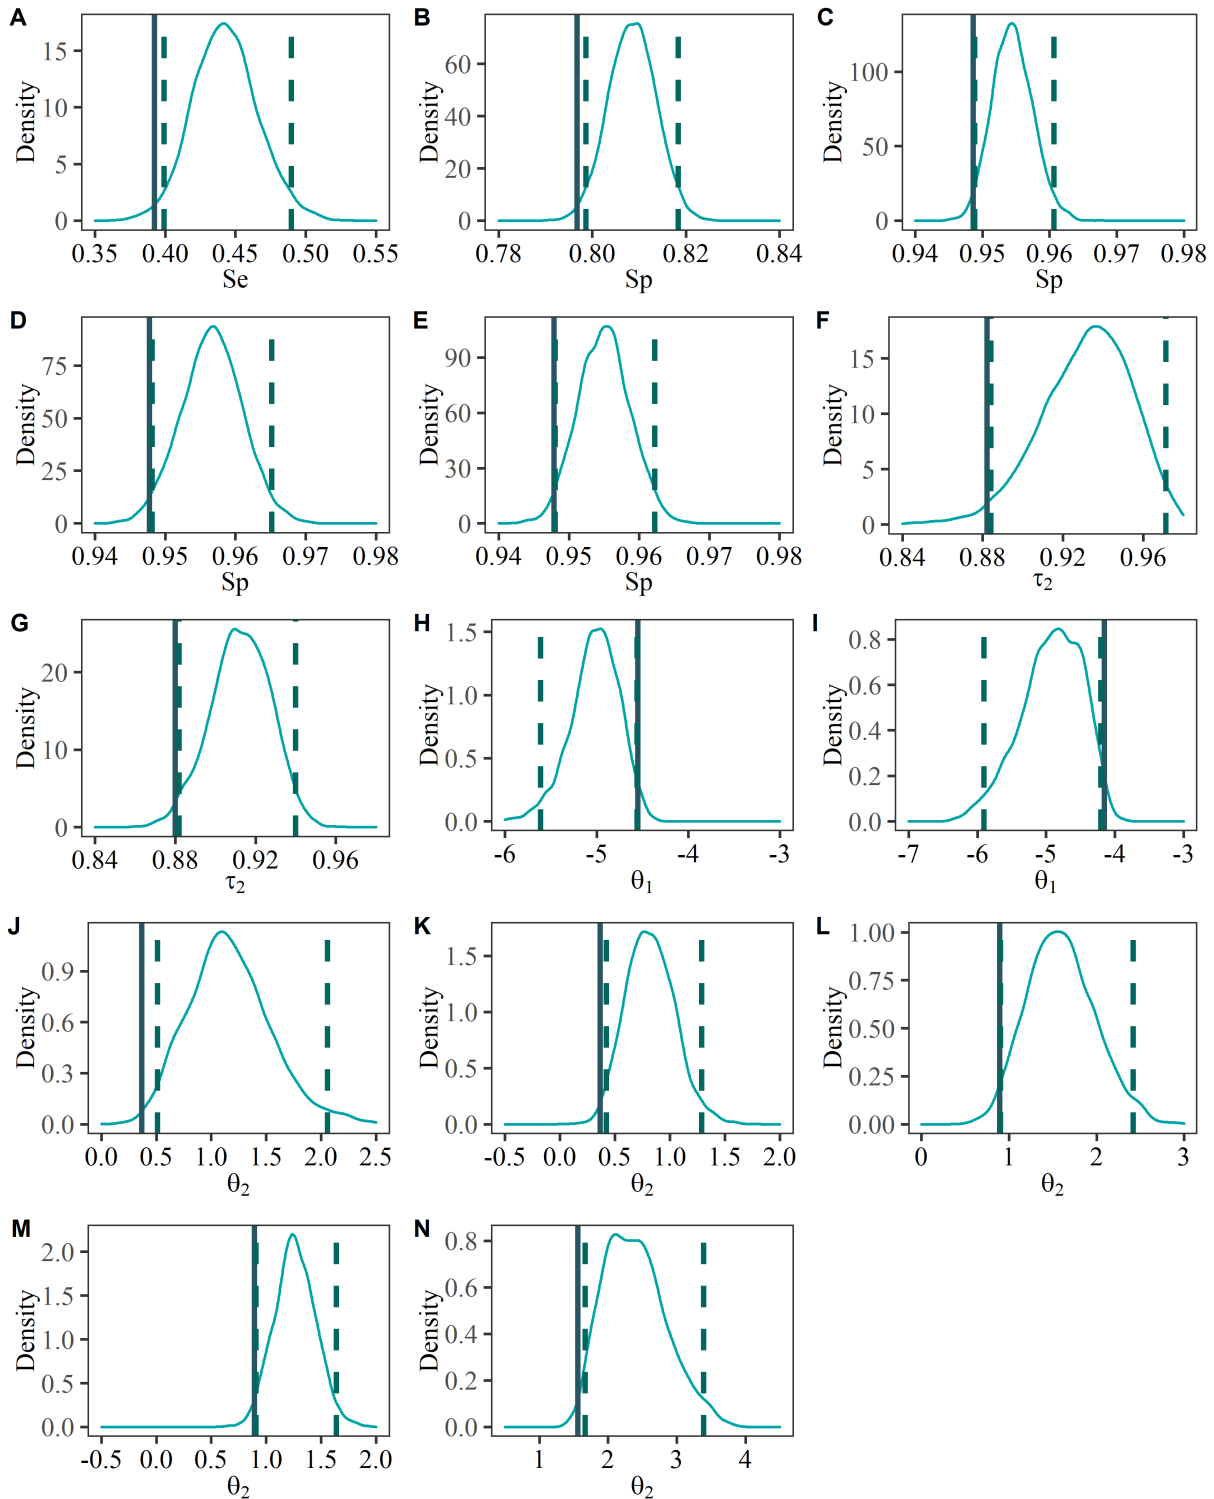 A B C
Density 15 10 5 0
0.35 0.40 0.45 0.50 0.55
Se
Density 60 40 20 0
0.78 0.80 0.82 0.84
Sp
Density 100 50 0
0.94 0.95 0.96 0.97 0.98
Sp
D E F
Density 75 50 25 0
0.94 0.95 0.96 0.97 0.98
Sp
Density 90 60 30 0
0.94 0.95 0.96 0.97 0.98
Sp
Density 15 10 5 0
0.84 0.88 0.92 0.96
τ2
G H I
Density 20 10 0
0.84 0.88 0.92 0.96
τ2
Density 1.5 1.0 0.5 0.0
-6 -5 -4 -3
θ1
Density 0.8 0.6 0.4 0.2 0.0
-7 -6 -5 -4 -3
θ1
J K L
Density 0.9 0.6 0.3 0.0
0.0 0.5 1.0 1.5 2.0 2.5
θ2
Density 1.5 1.0 0.5 0.0
-0.5 0.0 0.5 1.0 1.5 2.0
θ2
Density 1.00 0.75 0.50 0.25 0.00
0 1 2 3
θ2
M N
Density 2.0 1.5 1.0 0.5 0.0
-0.5 0.0 0.5 1.0 1.5 2.0
θ2
Density 0.8 0.6 0.4 0.2 0.0
1 2 3 4
θ2